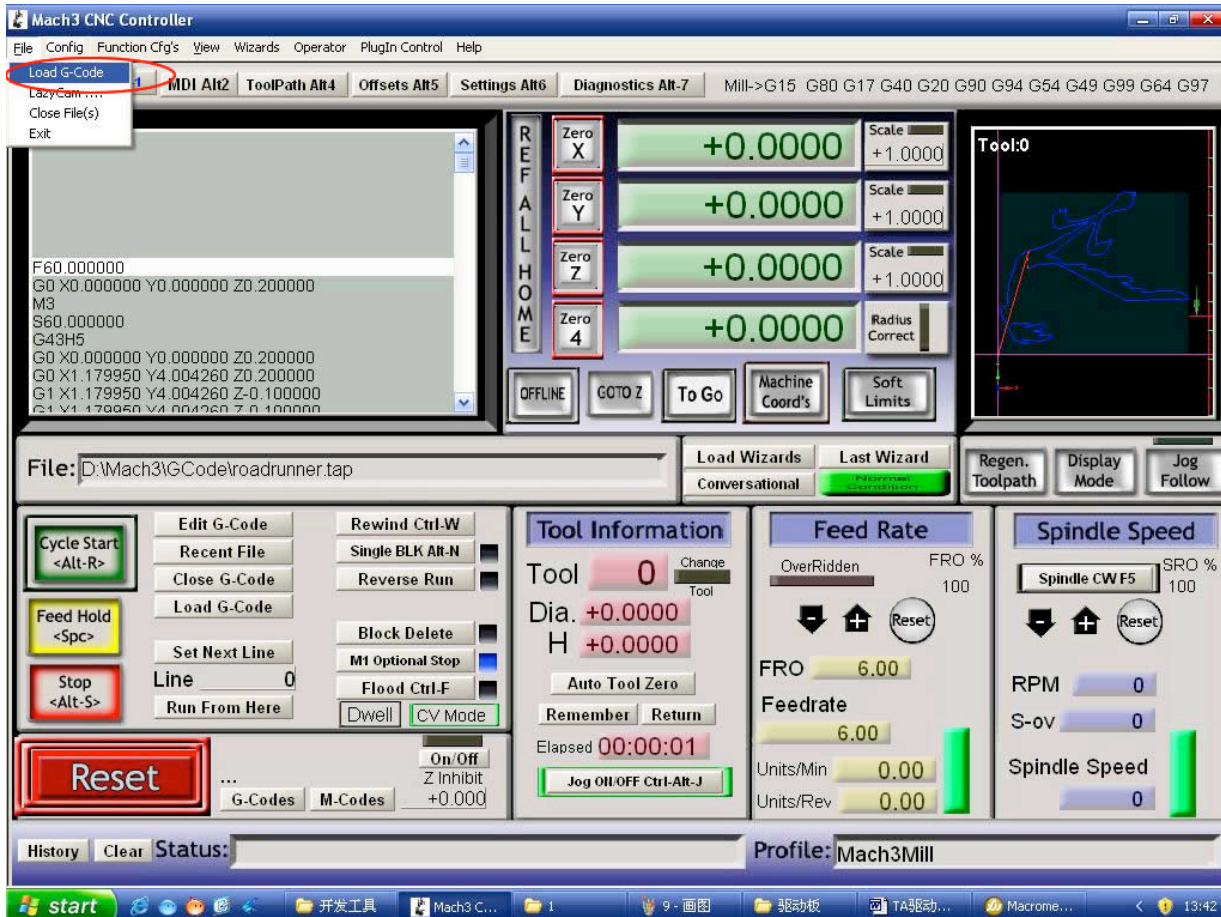 Mach3 CNC Controller
File Config Function Cfg's View Wizards Operator PlugIn Control Help
Load G-Code
LazyCam ....
Close File(s)
Exit
1 MDI Alt2 ToolPath Alt4 Offsets Alt5 Settings Alt6 Diagnostics Alt-7 Mill->G15 G80 G17 G40 G20 G90 G94 G54 G49 G99 G64 G97
F60.000000
G0 X0.000000 Y0.000000 Z0.200000
M3
S60.000000
G43H5
G0 X0.000000 Y0.000000 Z0.200000
G0 X1.179950 Y4.004260 Z0.200000
G1 X1.179950 Y4.004260 Z-0.100000
G1 X1.179950 Y4.004260 Z-0.100000
REF ALL HOME
Zero X +0.0000 Scale +1.0000
Zero Y +0.0000 Scale +1.0000
Zero Z +0.0000 Scale +1.0000
Zero 4 +0.0000 Radius Correct
OFFLINE GOTO Z To Go Machine Coord's Soft Limits
Tool:0
File: D:\Mach3\GCode\roadrunner.tap
Load Wizards Last Wizard
Conversational Normal Condition
Regen. Toolpath Display Mode Jog Follow
Cycle Start
<Alt-R>
Feed Hold
<Spc>
Stop
<Alt-S>
Edit G-Code
Recent File
Close G-Code
Load G-Code
Set Next Line
Line 0
Run From Here
Rewind Ctrl-W
Single BLK Alt-N
Reverse Run
Block Delete
M1 Optional Stop
Flood Ctrl-F
Dwell CV Mode
Reset
...
G-Codes M-Codes
On/Off
Z Inhibit
+0.000
Tool Information
Tool 0 Change Tool
Dia. +0.0000
H +0.0000
Auto Tool Zero
Remember Return
Elapsed 00:00:01
Jog ON/OFF Ctrl-Alt-J
Feed Rate
OverRidden FRO %
100
Reset
FRO 6.00
Feedrate
6.00
Units/Min 0.00
Units/Rev 0.00
Spindle Speed
Spindle CW F5 SRO %
100
Reset
RPM 0
S-ov 0
Spindle Speed
0
History Clear Status:
Profile: Mach3Mill
start 开发工具 Mach3 C... 1 9 - 画图 驱动板 TA驱动... Macrome... 13:42